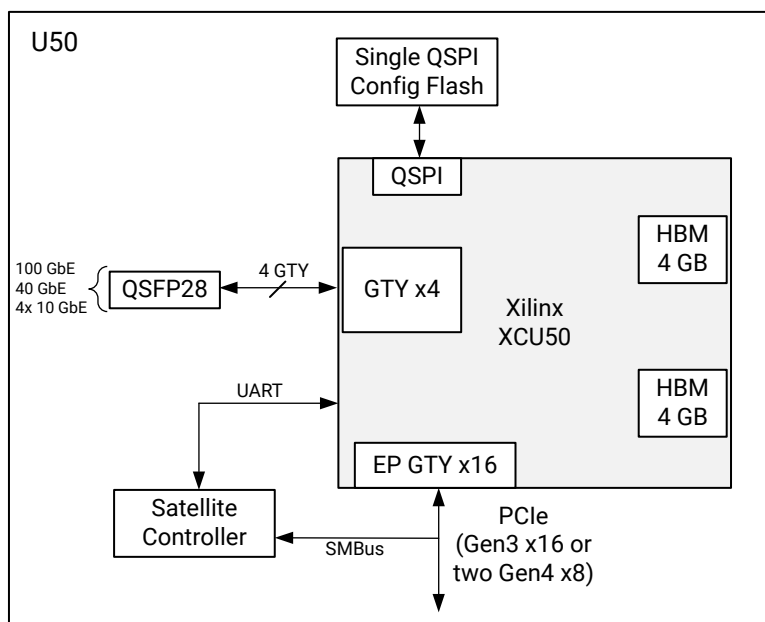 U50
Single QSPI
Config Flash
QSPI
HBM
4 GB
100 GbE
40 GbE
4x 10 GbE
QSFP28
4 GTY
GTY x4
Xilinx
XCU50
HBM
4 GB
UART
EP GTY x16
Satellite
Controller
SMBus
PCIe
(Gen3 x16 or
two Gen4 x8)